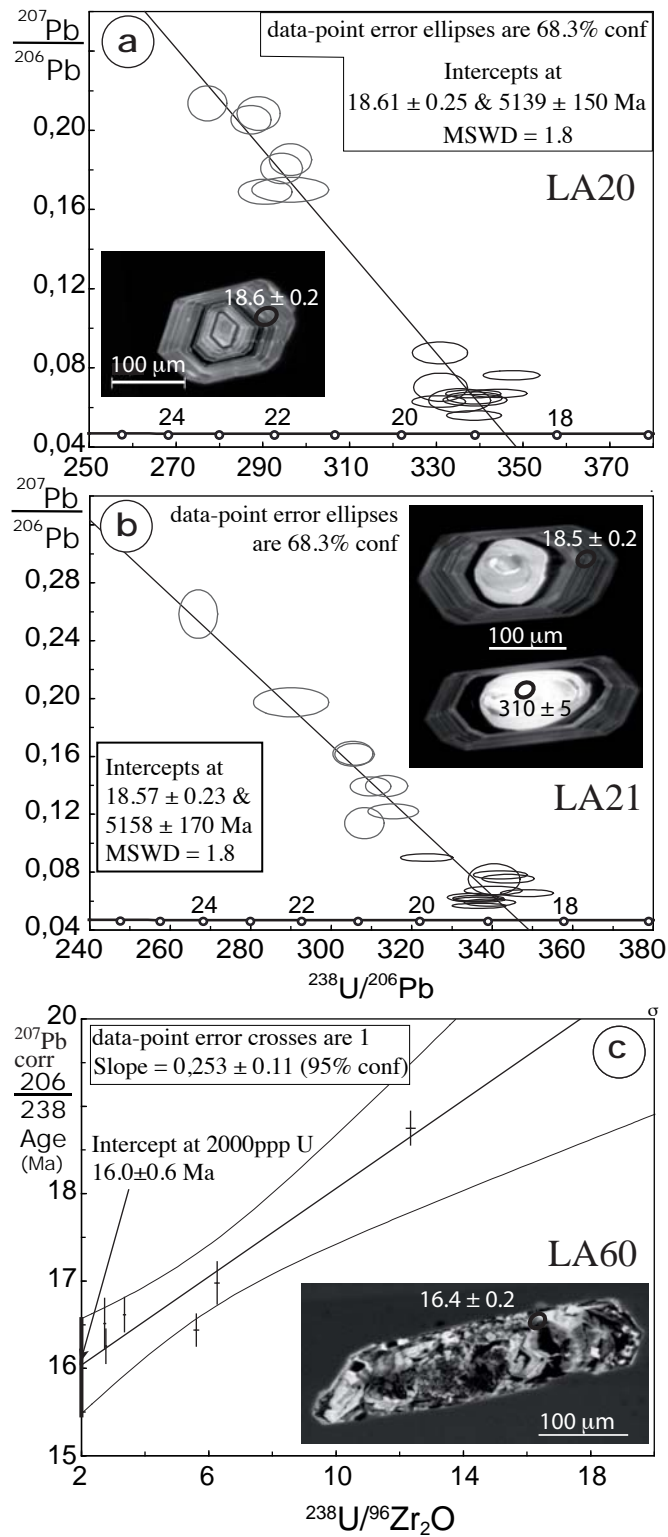 207Pb
206Pb
a
data-point error ellipses are 68.3% conf
Intercepts at
18.61 ± 0.25 & 5139 ± 150 Ma
MSWD = 1.8
LA20
0,20
0,16
0,12
0,08
0,04
18.6 ± 0.2
100 µm
24
22
20
18
250
270
290
310
330
350
370
207Pb
206Pb
b
data-point error ellipses
are 68.3% conf
18.5 ± 0.2
100 µm
310 ± 5
0,28
0,24
0,20
0,16
0,12
0,08
0,04
Intercepts at
18.57 ± 0.23 &
5158 ± 170 Ma
MSWD = 1.8
LA21
24
22
20
18
240
260
280
300
320
340
360
380
238U/206Pb
σ
20
207Pb
corr
206
238
Age
(Ma)
data-point error crosses are 1
Slope = 0,253 ± 0.11 (95% conf)
c
Intercept at 2000ppp U
16.0±0.6 Ma
18
17
16
15
LA60
16.4 ± 0.2
100 µm
2
6
10
14
18
238U/96Zr2O